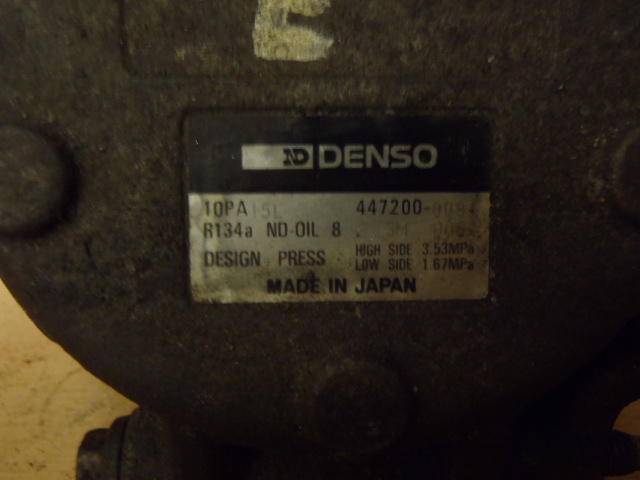 E
ND DENSO
10PA15L 447200-
R134a ND-OIL 8
DESIGN PRESS HIGH SIDE 3.53MPa
LOW SIDE 1.67MPa
MADE IN JAPAN